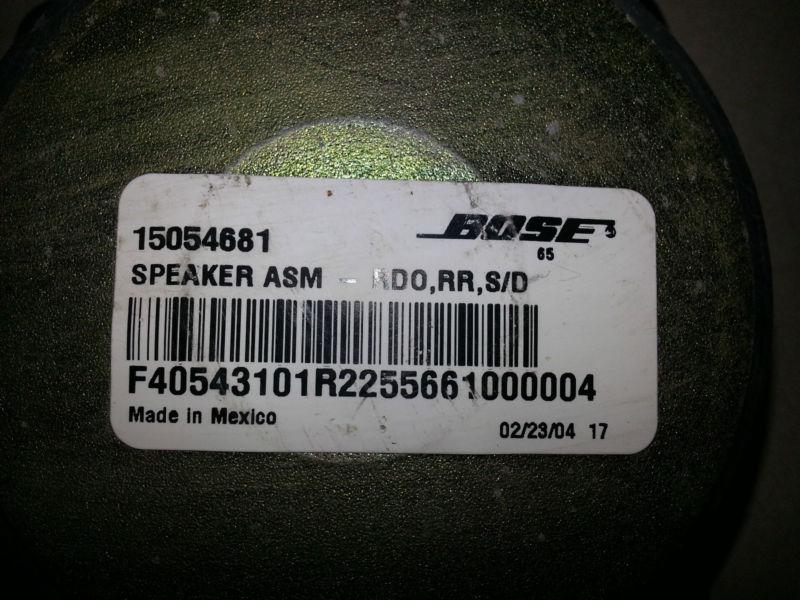 15054681
BOSE
65
SPEAKER ASM - RDO,RR,S/D
F40543101R2255661000004
Made in Mexico
02/23/04 17